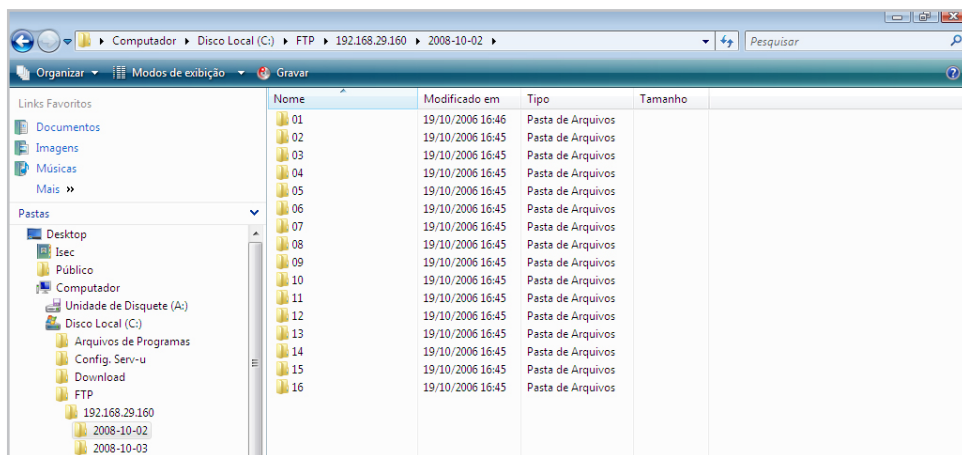 Computador Disco Local (C:) FTP 192.168.29.160 2008-10-02 Pesquisar
Organizar Modos de exibição Gravar
Links Favoritos
Documentos
Imagens
Músicas
Mais »
Pastas
Desktop
Isec
Público
Computador
Unidade de Disquete (A:)
Disco Local (C:)
Arquivos de Programas
Config. Serv-u
Download
FTP
192.168.29.160
2008-10-02
2008-10-03
Nome Modificado em Tipo Tamanho
01 19/10/2006 16:46 Pasta de Arquivos
02 19/10/2006 16:45 Pasta de Arquivos
03 19/10/2006 16:45 Pasta de Arquivos
04 19/10/2006 16:45 Pasta de Arquivos
05 19/10/2006 16:45 Pasta de Arquivos
06 19/10/2006 16:45 Pasta de Arquivos
07 19/10/2006 16:45 Pasta de Arquivos
08 19/10/2006 16:45 Pasta de Arquivos
09 19/10/2006 16:45 Pasta de Arquivos
10 19/10/2006 16:45 Pasta de Arquivos
11 19/10/2006 16:45 Pasta de Arquivos
12 19/10/2006 16:45 Pasta de Arquivos
13 19/10/2006 16:45 Pasta de Arquivos
14 19/10/2006 16:45 Pasta de Arquivos
15 19/10/2006 16:45 Pasta de Arquivos
16 19/10/2006 16:45 Pasta de Arquivos